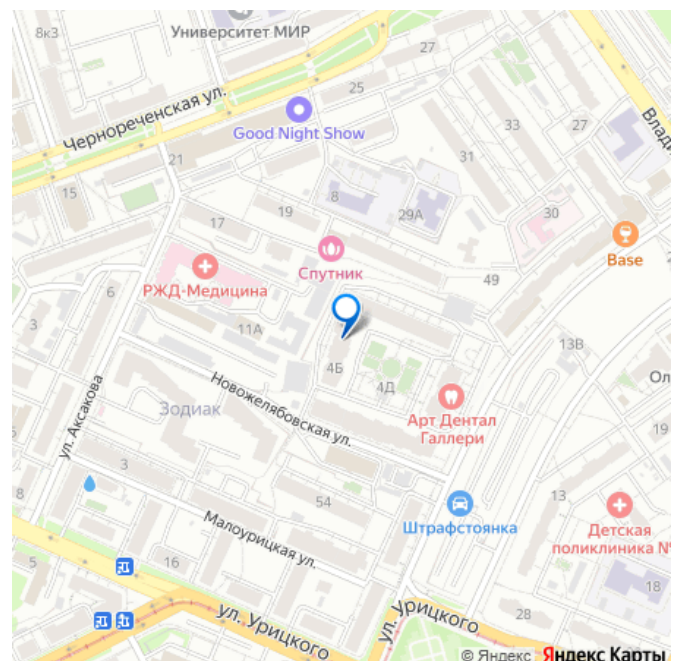 8к3
Университет МИР
27
Чернореченская ул.
25
Good Night Show
33
27
21
31
15
8
19
29А
30
17
Base
Спутник
49
РЖД-Медицина
6
3
11А
13В
4Б
4Д
Новожелябовская ул.
Зодиак
ул. Аксакова
Арт Дентал
Галлери
19
3
8
54
13
Штрафстоянка
Малоурицкая ул.
Детская
поликлиника №
5
16
18
ул. Урицкого
ул. Урицкого
28
© Яндекс Яндекс Карты